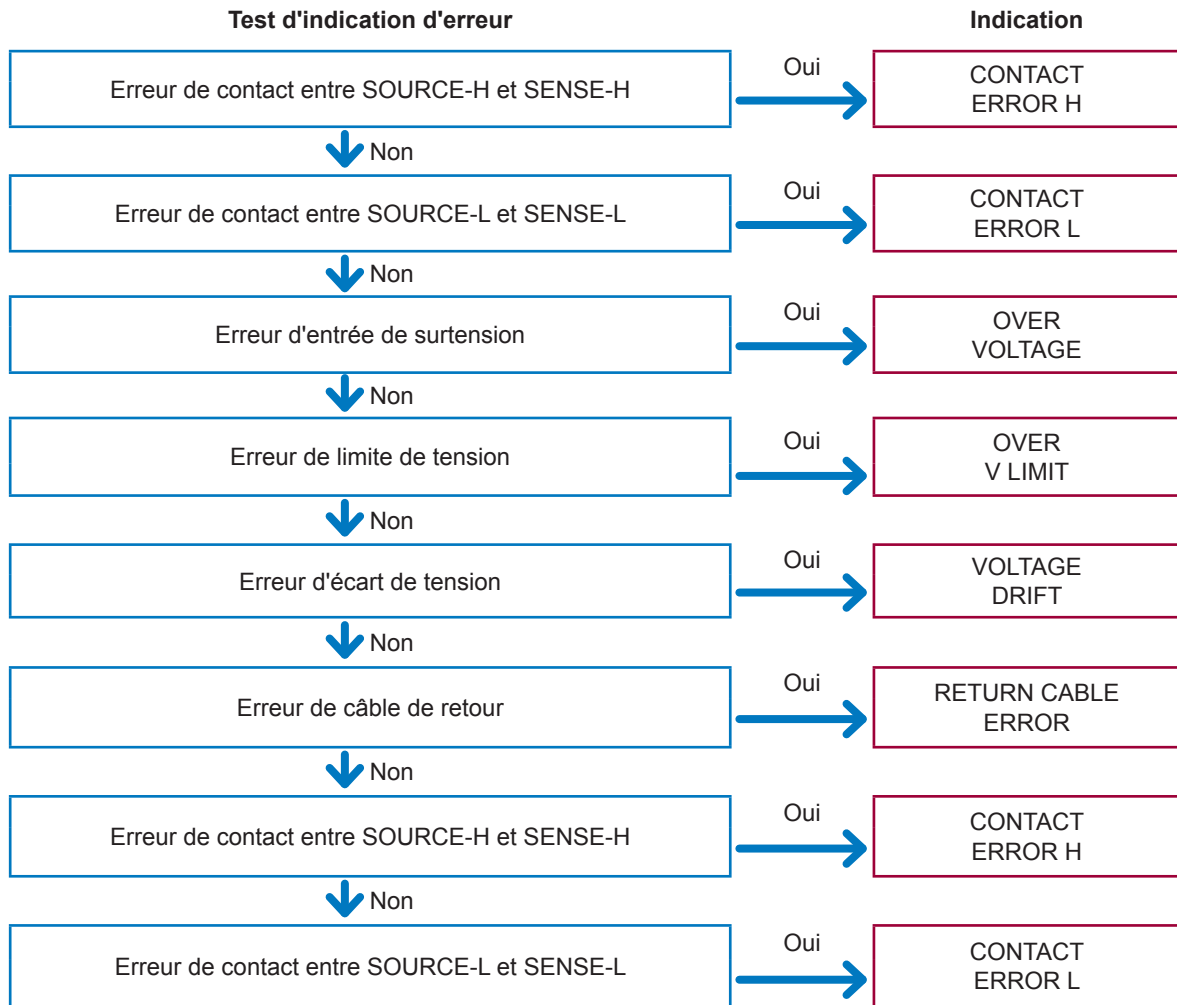 Test d'indication d'erreur
Indication
Erreur de contact entre SOURCE-H et SENSE-H
Oui
CONTACT
ERROR H
Non
Erreur de contact entre SOURCE-L et SENSE-L
Oui
CONTACT
ERROR L
Non
Erreur d'entrée de surtension
Oui
OVER
VOLTAGE
Non
Erreur de limite de tension
Oui
OVER
V LIMIT
Non
Erreur d'écart de tension
Oui
VOLTAGE
DRIFT
Non
Erreur de câble de retour
Oui
RETURN CABLE
ERROR
Non
Erreur de contact entre SOURCE-H et SENSE-H
Oui
CONTACT
ERROR H
Non
Erreur de contact entre SOURCE-L et SENSE-L
Oui
CONTACT
ERROR L